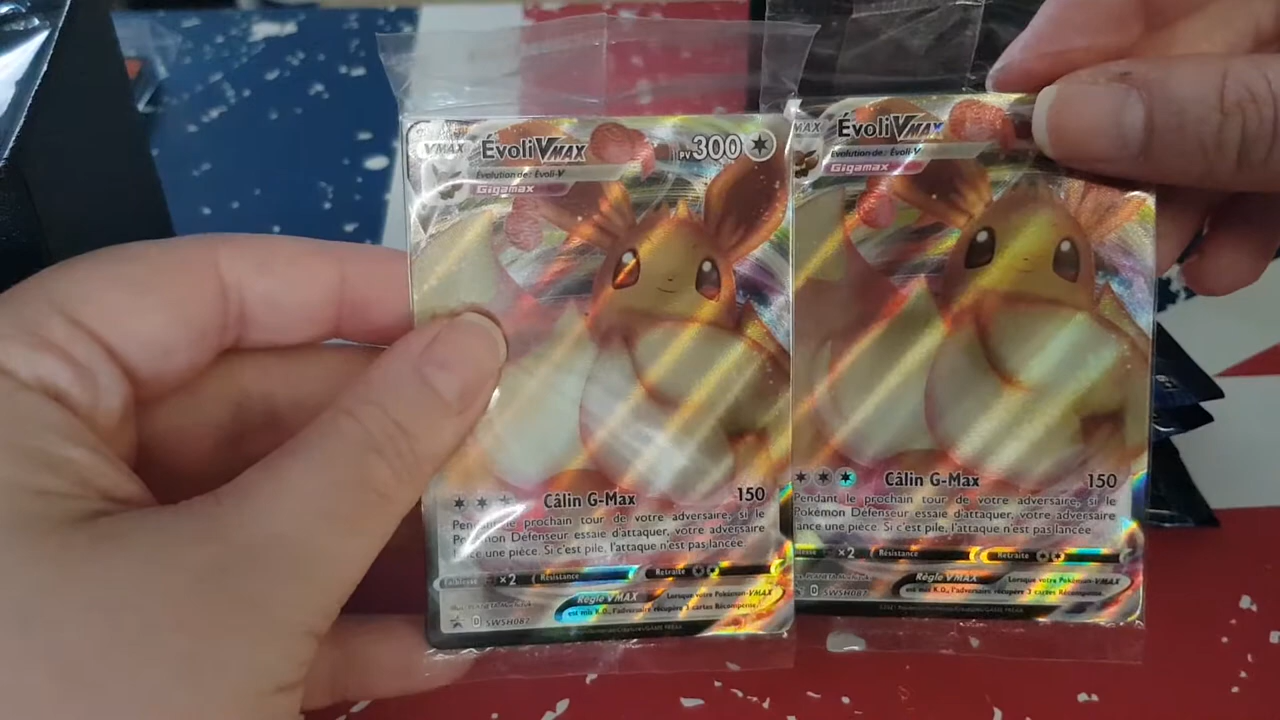 VMAX ÉvoliVMAX PV300
Évolution de : Évoli-V
Gigamax
Câlin G-Max 150
Pendant le prochain tour de votre adversaire, si le
Pokémon Défenseur essaie d'attaquer, votre adversaire
lance une pièce. Si c'est pile, l'attaque n'est pas lancée.
Faiblesse ×2 Résistance Retraite
Règle VMAX Lorsque votre Pokémon-VMAX
est mis K.O., l'adversaire récupère 3 cartes Récompense.
SWSH087
MAX ÉvoliVMAX
Évolution de : Évoli-V
Gigamax
Câlin G-Max 150
Pendant le prochain tour de votre adversaire, si le
Pokémon Défenseur essaie d'attaquer, votre adversaire
lance une pièce. Si c'est pile, l'attaque n'est pas lancée.
×2 Résistance Retraite
Règle VMAX Lorsque votre Pokémon-VMAX
est mis K.O., l'adversaire récupère 3 cartes Récompense.
SWSH087